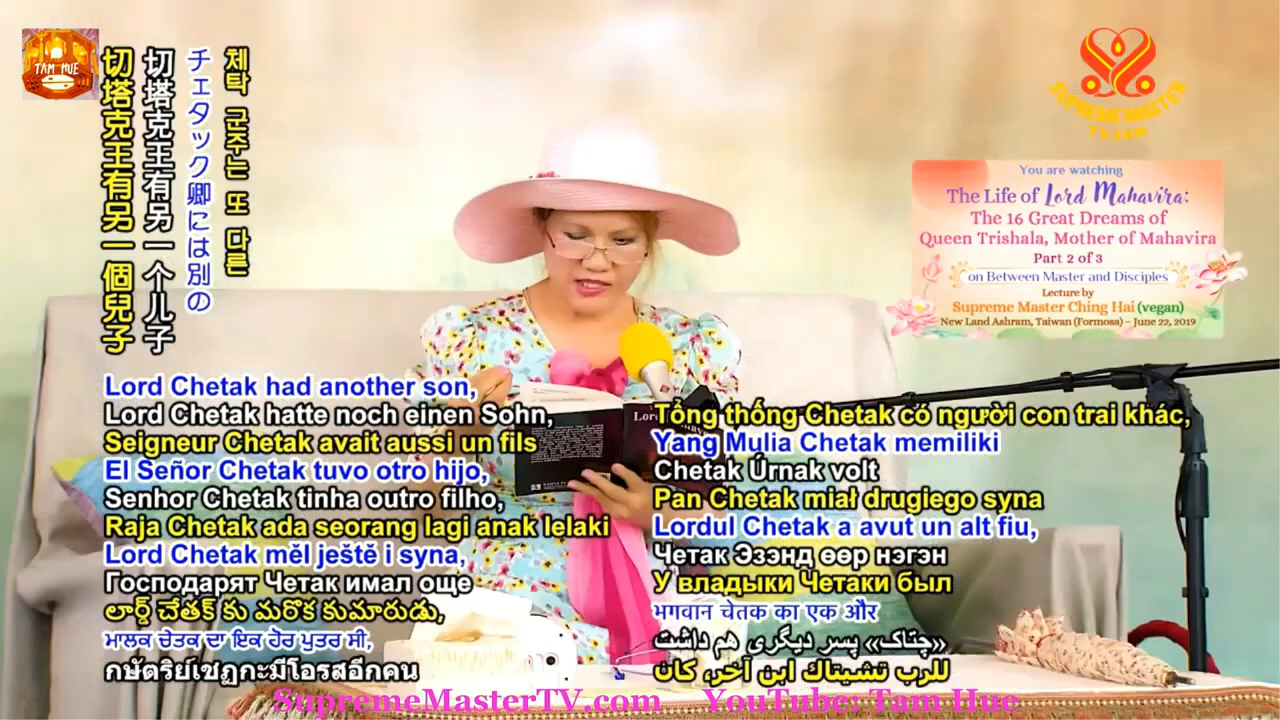 TAM HUE
切塔克王有另一個兒子
切塔克王有另一个儿子
チェタック卿には別の
체탁 군주는 또 다른
SUPREME MASTER
TV.com
You are watching
The Life of Lord Mahavira:
The 16 Great Dreams of
Queen Trishala, Mother of Mahavira
Part 2 of 3
on Between Master and Disciples
Lecture by
Supreme Master Ching Hai (vegan)
New Land Ashram, Taiwan (Formosa) – June 22, 2019
Lord Chetak had another son,
Lord Chetak hatte noch einen Sohn,
Seigneur Chetak avait aussi un fils
El Señor Chetak tuvo otro hijo,
Senhor Chetak tinha outro filho,
Raja Chetak ada seorang lagi anak lelaki
Lord Chetak měl ještě i syna,
Господарят Четак имал още
లార్డ్ చేతక్ కు మరొక కుమారుడు,
ਮਾਲਕ ਚੇਤਕ ਦਾ ਇਕ ਹੋਰ ਪੁਤਰ ਸੀ,
กษัตริย์เชฏกะมีโอรสอีกคน
Tổng thống Chetak có người con trai khác,
Yang Mulia Chetak memiliki
Chetak Úrnak volt
Pan Chetak miał drugiego syna
Lordul Chetak a avut un alt fiu,
Четак Эзэнд өөр нэгэн
У владыки Четаки был
भगवान चेतक का एक और
«چتاک» پسر دیگری هم داشت
للرب تشيتاك ابن آخر، كان
SupremeMasterTV.com YouTube: Tam Hue